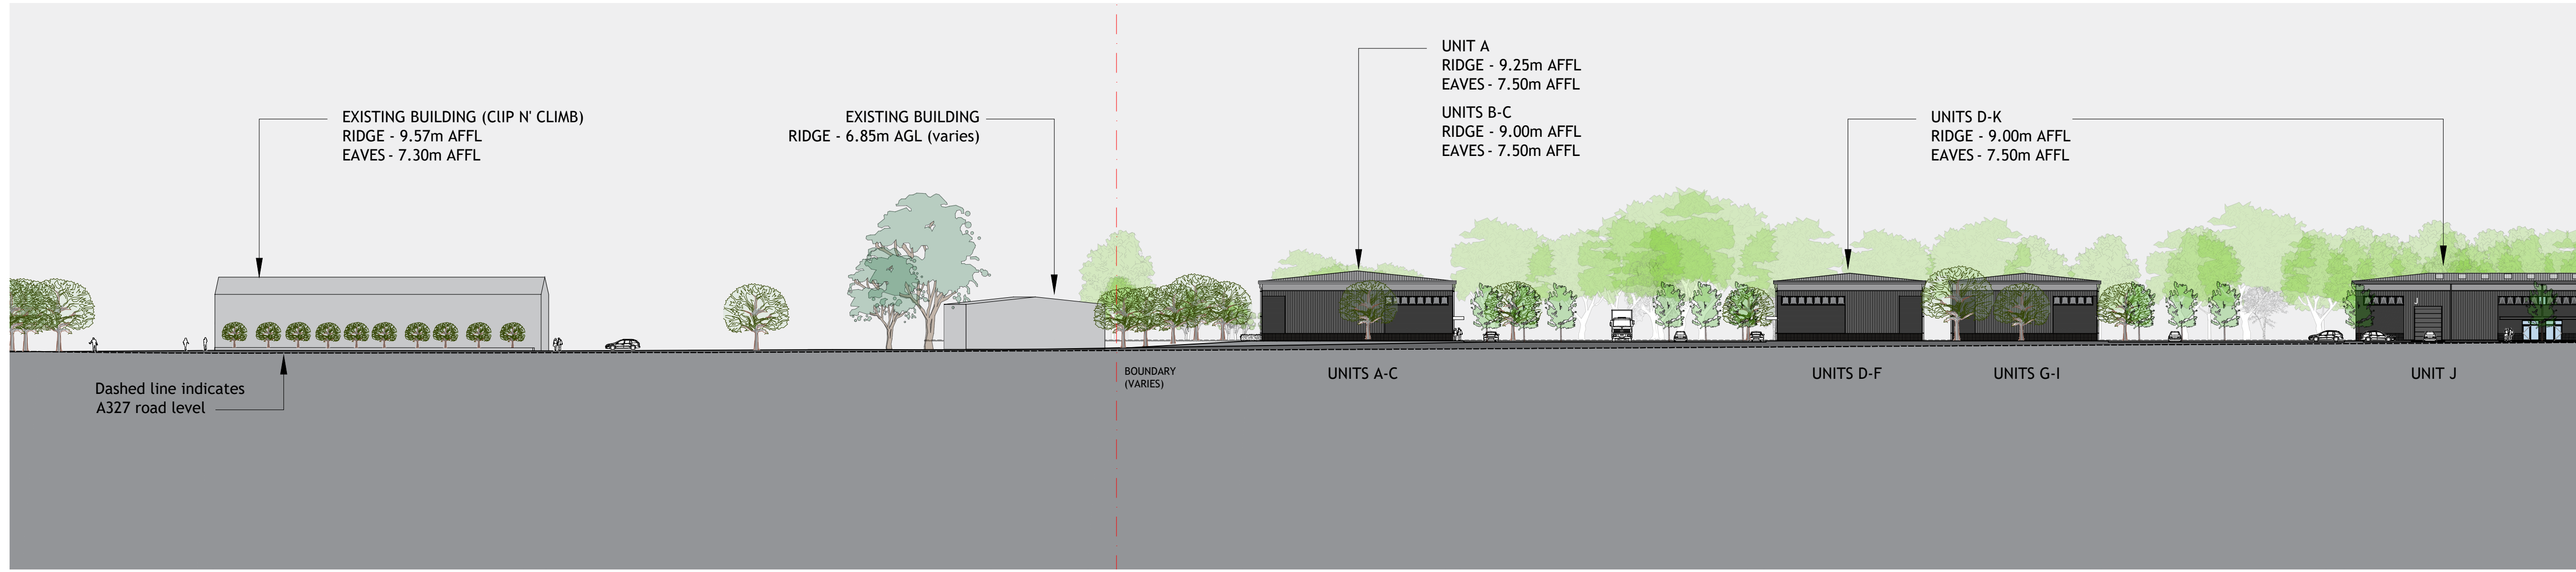 UNIT A
RIDGE - 9.25m AFFL
EAVES - 7.50m AFFL
UNITS B-C
RIDGE - 9.00m AFFL
EAVES - 7.50m AFFL
EXISTING BUILDING (ClIP N' CLIMB)
RIDGE - 9.57m AFFL
EAVES - 7.30m AFFL
EXISTING BUILDING
RIDGE - 6.85m AGL (varies)
UNITS D-K
RIDGE - 9.00m AFFL
EAVES - 7.50m AFFL
J
Dashed line indicates
A327 road level
BOUNDARY
(VARIES)
UNITS A-C
UNITS D-F
UNITS G-I
UNIT J